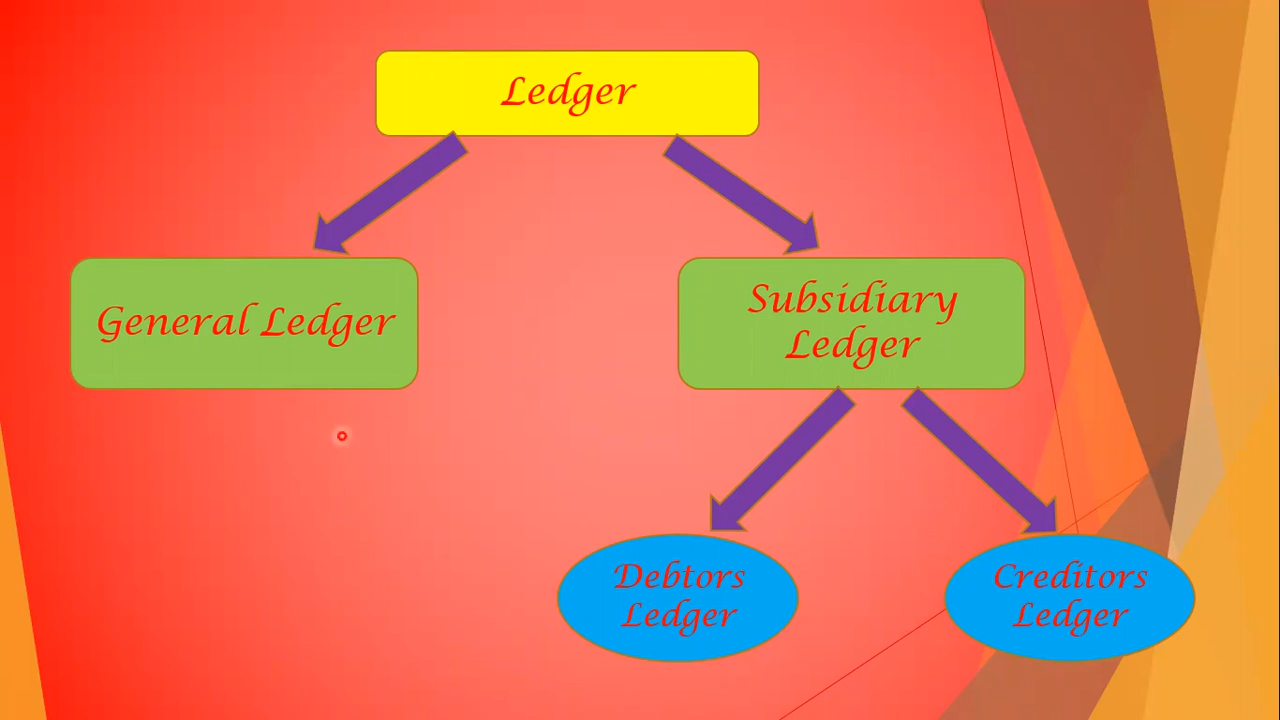 Ledger
General Ledger
Subsidiary
Ledger
Debtors
Ledger
Creditors
Ledger